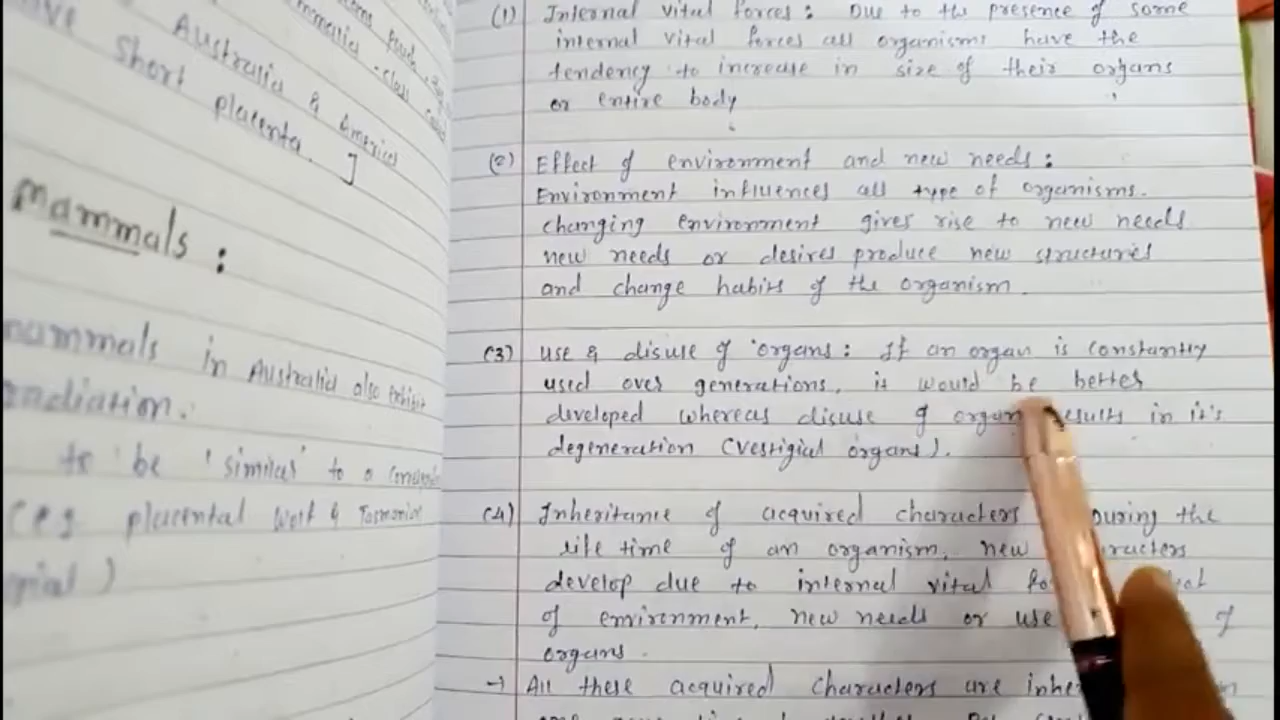 Pouch
mammalia - class
Australia & America
have short placenta. ]
Mammals :
mammals in Australia also exhibit
radiation.
to be 'similar' to a
(eg placental Wolf & Tasmanian
(1) Internal vital forces : Due to the presence of some
internal vital forces all organisms have the
tendency to increase in size of their organs
or entire body
(2) Effect of environment and new needs :
Environment influences all type of organisms.
changing environment gives rise to new needs
new needs or desires produce new structures
and change habits of the organism.
(3) Use & disuse of organs : If an organ is constantly
used over generations, it would be better
developed whereas disuse of organ results in it's
degeneration (vestigial organs).
(4) Inheritance of acquired characters During the
life time of an organism, new characters
develop due to internal vital
of environment, new needs or use of
organs.
→ All these acquired characters are